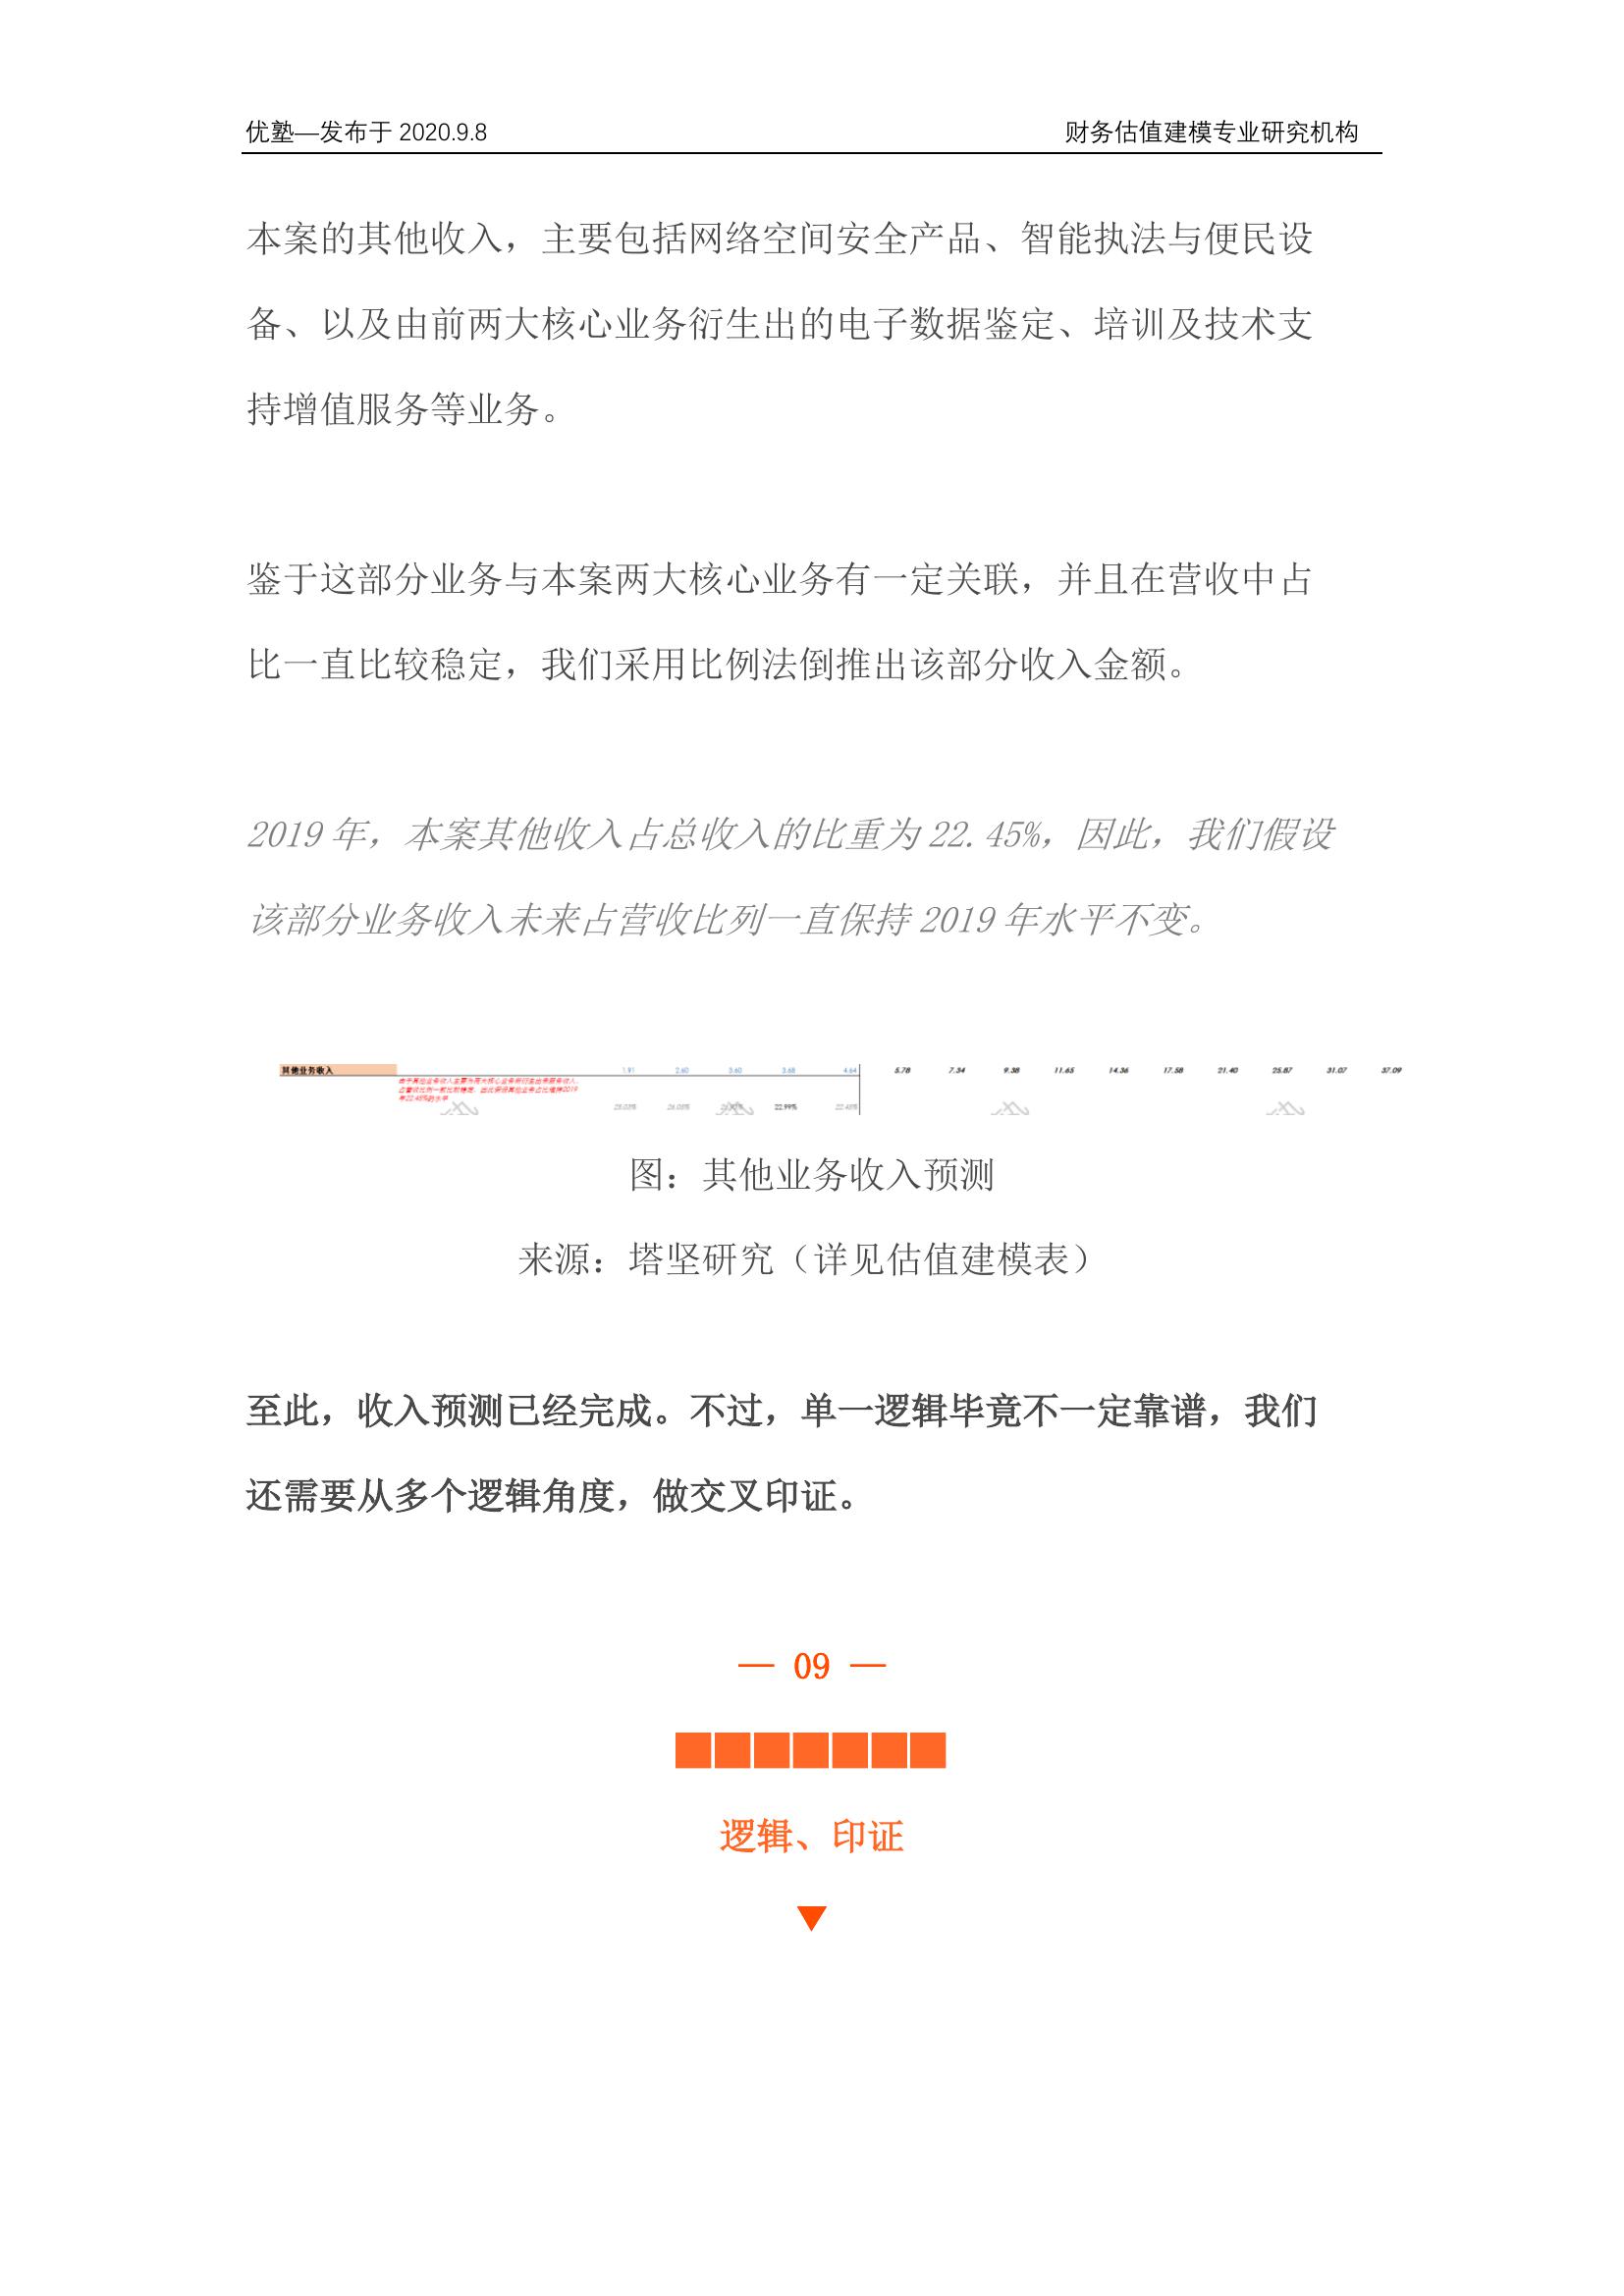 优塾—发布于 2020.9.8 财务估值建模专业研究机构
本案的其他收入，主要包括网络空间安全产品、智能执法与便民设
备、以及由前两大核心业务衍生出的电子数据鉴定、培训及技术支
持增值服务等业务。
鉴于这部分业务与本案两大核心业务有一定关联，并且在营收中占
比一直比较稳定，我们采用比例法倒推出该部分收入金额。
2019 年，本案其他收入占总收入的比重为 22.45%，因此，我们假设
该部分业务收入未来占营收比列一直保持 2019 年水平不变。
其他业务收入 1.91 2.60 3.60 3.68 4.64 5.78 7.34 9.38 11.65 14.36 17.58 21.40 25.87 31.07 37.09
22.99% 22.45%
图：其他业务收入预测
来源：塔坚研究（详见估值建模表）
至此，收入预测已经完成。不过，单一逻辑毕竟不一定靠谱，我们
还需要从多个逻辑角度，做交叉印证。
— 09 —
逻辑、印证